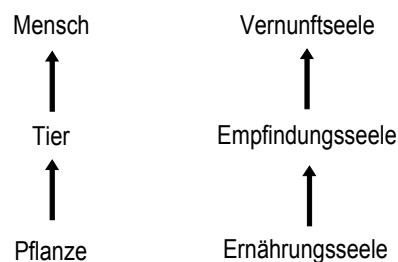 Mensch Vernunftseele
Tier Empfindungsseele
Pflanze Ernährungsseele